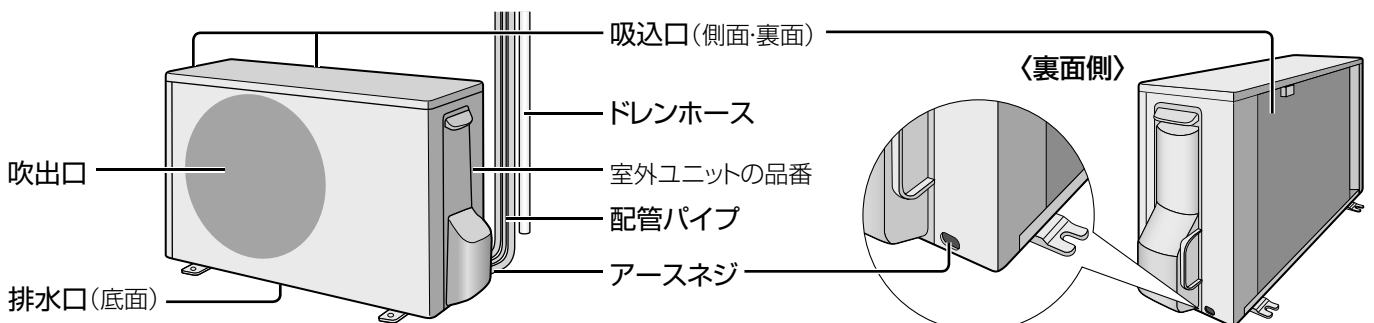 吸込口(側面·裏面)
〈裏面側〉
ドレンホース
吹出口
室外ユニットの品番
配管パイプ
アースネジ
排水口(底面)